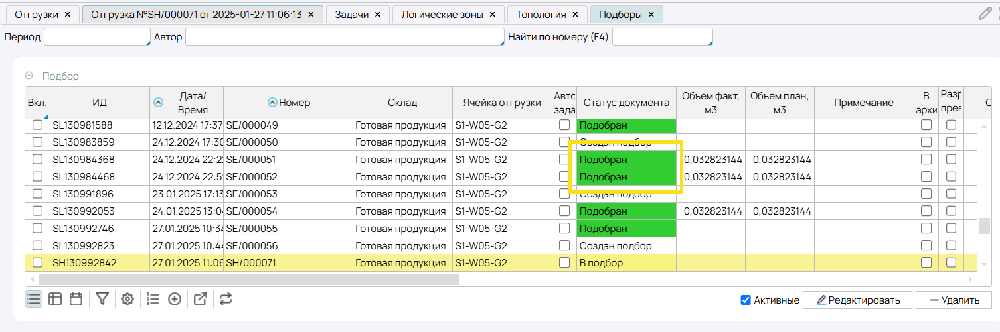 Отгрузки × Отгрузка №SH/000071 от 2025-01-27 11:06:13 × Задачи × Логические зоны × Топология × Подборы ×
Период Автор Найти по номеру (F4)
Подбор
Вкл. ИД Дата/ Время Номер Склад Ячейка отгрузки Авто зада Статус документа Объем факт, м3 Объем план, м3 Примечание В архи Разр прев
SL130981588 12.12.2024 17:37 SE/000049 Готовая продукция S1-W05-G2 Подобран
SL130983859 24.12.2024 17:30 SE/000050 Готовая продукция S1-W05-G2 Создан подбор
SL130984368 24.12.2024 22:22 SE/000051 Готовая продукция S1-W05-G2 Подобран 0,032823144 0,032823144
SL130984468 24.12.2024 22:59 SE/000052 Готовая продукция S1-W05-G2 Подобран 0,032823144 0,032823144
SL130991896 23.01.2025 17:13 SE/000053 Готовая продукция S1-W05-G2 Создан подбор
SL130992053 24.01.2025 13:04 SE/000054 Готовая продукция S1-W05-G2 Подобран 0,032823144 0,032823144
SL130992746 27.01.2025 10:34 SE/000055 Готовая продукция S1-W05-G2 Подобран
SL130992823 27.01.2025 10:44 SE/000056 Готовая продукция S1-W05-G2 Создан подбор
SH130992842 27.01.2025 11:06 SH/000071 Готовая продукция S1-W05-G2 В подбор
Активные Редактировать Удалить